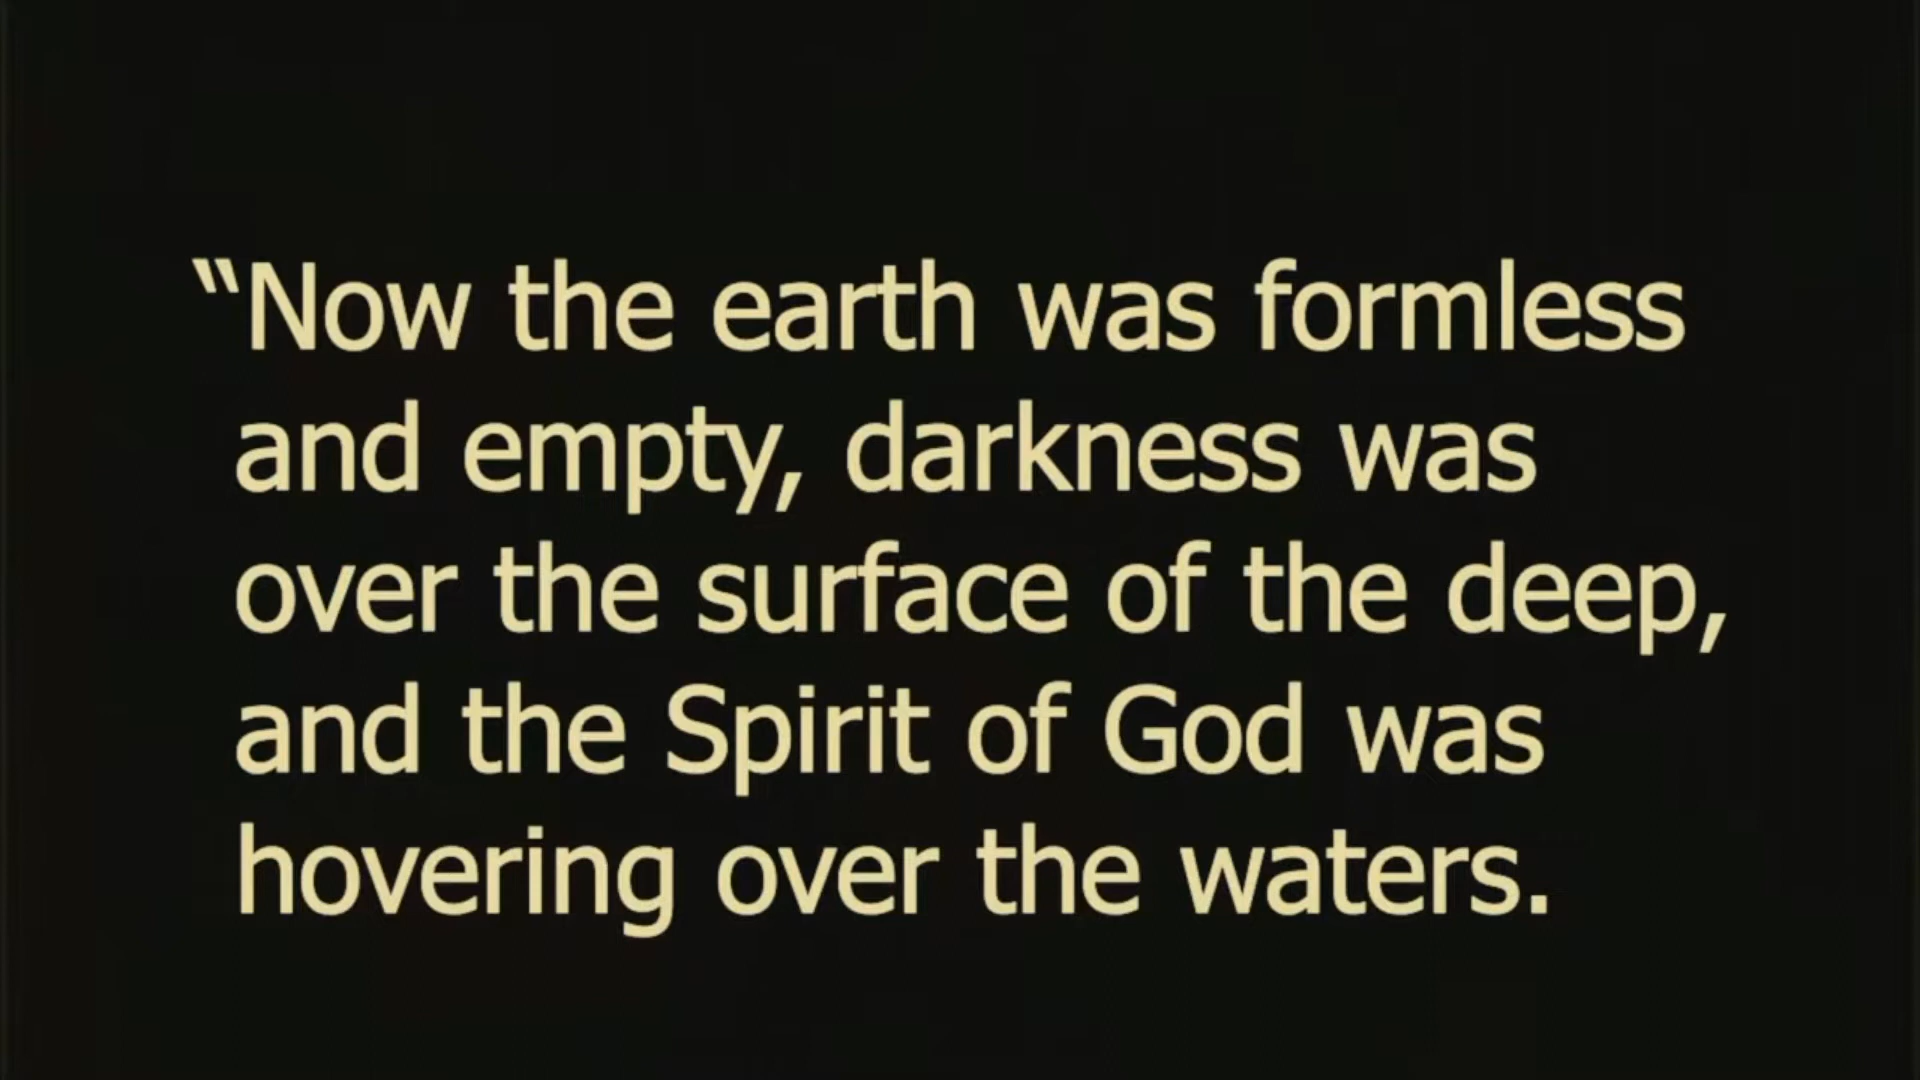 “Now the earth was formless
and empty, darkness was
over the surface of the deep,
and the Spirit of God was
hovering over the waters.